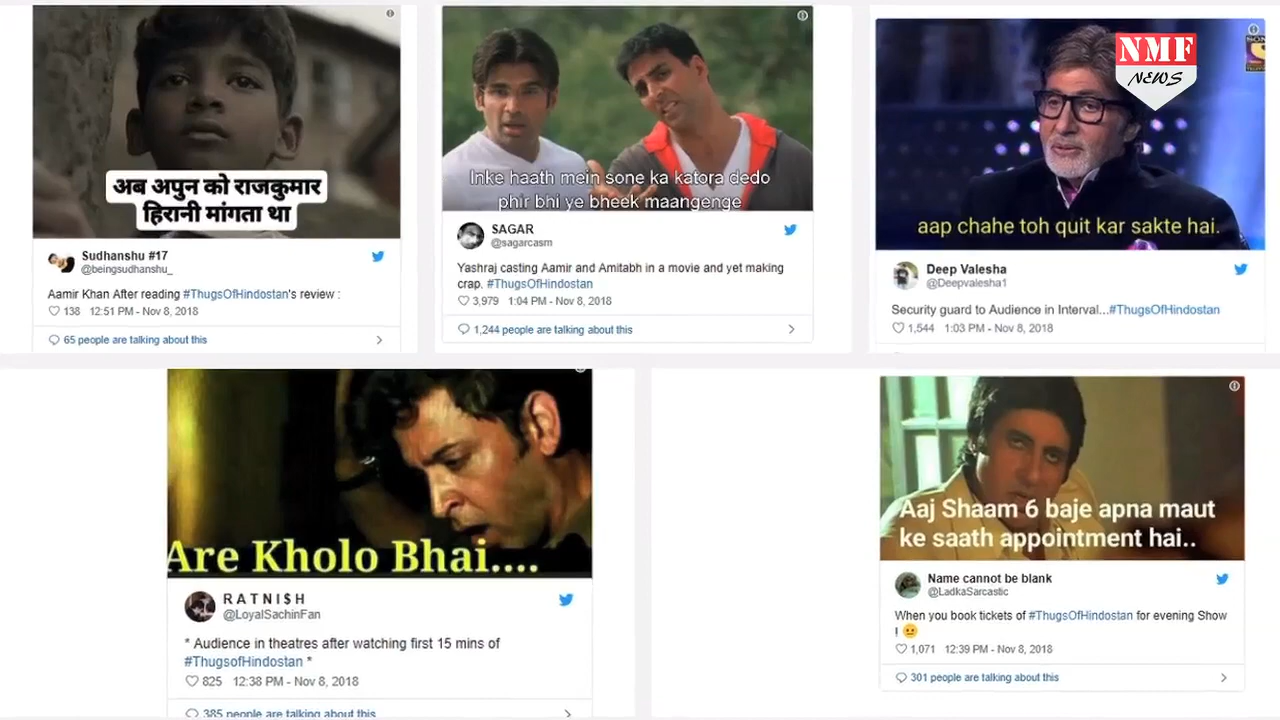 अब अपुन को राजकुमार
हिरानी मांगता था
Sudhanshu #17
@beingsudhanshu_
Aamir Khan After reading #ThugsOfHindostan's review :
138 12:51 PM - Nov 8, 2018
65 people are talking about this
Inke haath mein sone ka katora dedo
phir bhi ye bheek maangenge
SAGAR
@sagarcasm
Yashraj casting Aamir and Amitabh in a movie and yet making
crap. #ThugsOfHindostan
3,979 1:04 PM - Nov 8, 2018
1,244 people are talking about this
NMF
NEWS
SONY
aap chahe toh quit kar sakte hai.
Deep Valesha
@Deepvalesha1
Security guard to Audience in Interval...#ThugsOfHindostan
1,544 1:03 PM - Nov 8, 2018
Are Kholo Bhai....
R A T N I $ H
@LoyalSachinFan
* Audience in theatres after watching first 15 mins of
#ThugsofHindostan *
825 12:38 PM - Nov 8, 2018
385 people are talking about this
Aaj Shaam 6 baje apna maut
ke saath appointment hai..
Name cannot be blank
@LadkaSarcastic
When you book tickets of #ThugsOfHindostan for evening Show
! 😐
1,071 12:39 PM - Nov 8, 2018
301 people are talking about this